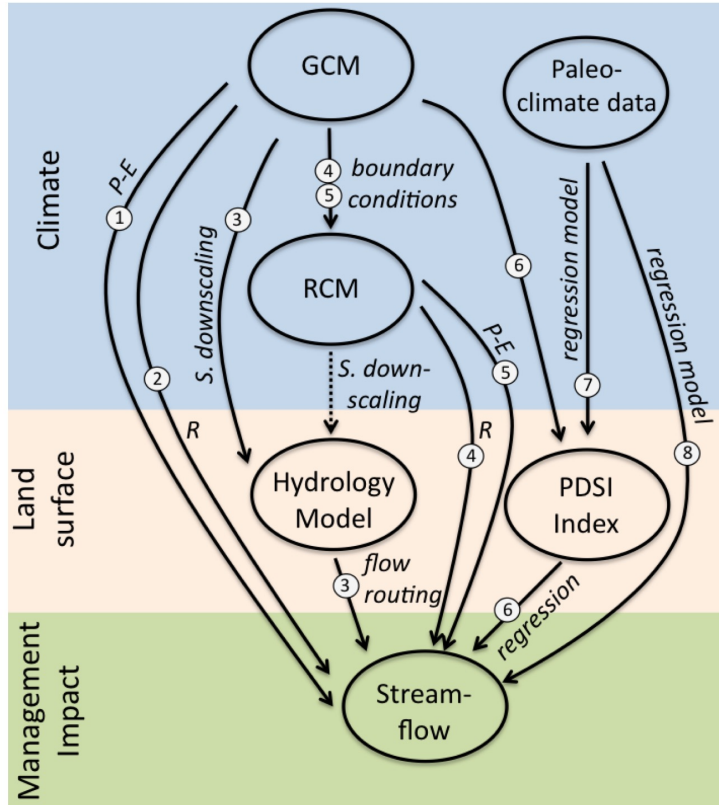 Climate
Land
surface
Management
Impact
GCM
Paleo-
climate data
P-E
1
2
R
3
S. downscaling
4
5
boundary
conditions
RCM
S. down-
scaling
P-E
5
R
4
6
regression model
7
regression model
8
Hydrology
Model
PDSI
Index
3
flow
routing
6
regression
Stream-
flow